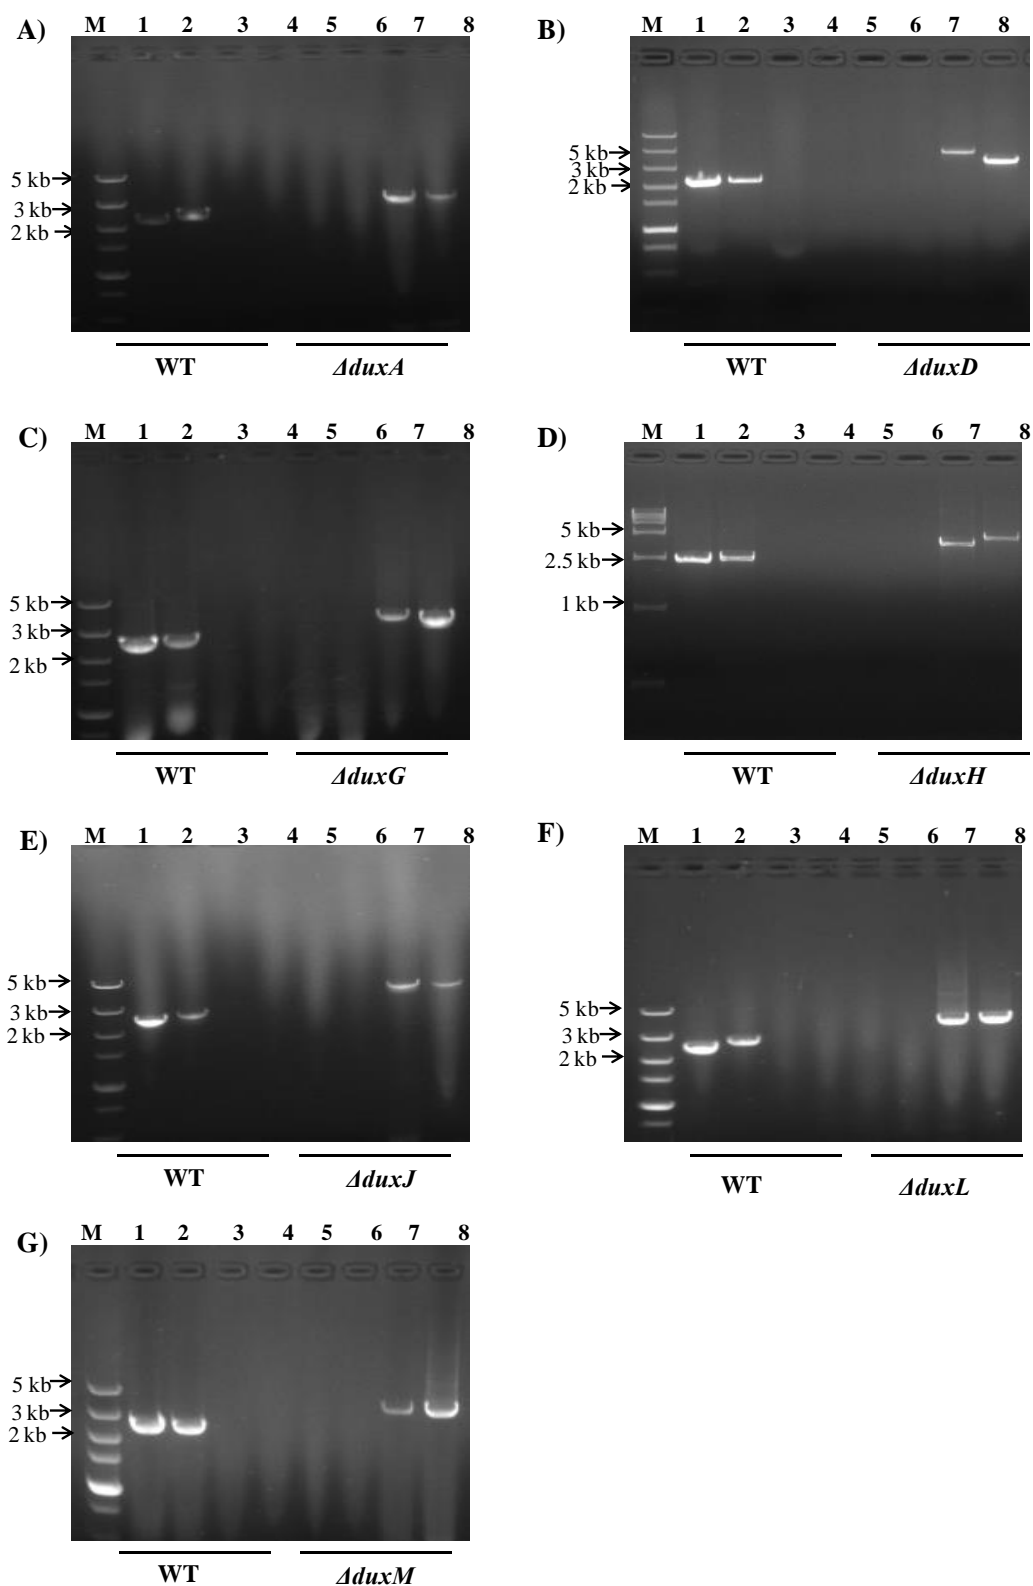 A) M 1 2 3 4 5 6 7 8
5 kb
3 kb
2 kb
WT ΔduxA
B) M 1 2 3 4 5 6 7 8
5 kb
3 kb
2 kb
WT ΔduxD
C) M 1 2 3 4 5 6 7 8
5 kb
3 kb
2 kb
WT ΔduxG
D) M 1 2 3 4 5 6 7 8
5 kb
2.5 kb
1 kb
WT ΔduxH
E) M 1 2 3 4 5 6 7 8
5 kb
3 kb
2 kb
WT ΔduxJ
F) M 1 2 3 4 5 6 7 8
5 kb
3 kb
2 kb
WT ΔduxL
G) M 1 2 3 4 5 6 7 8
5 kb
3 kb
2 kb
WT ΔduxM